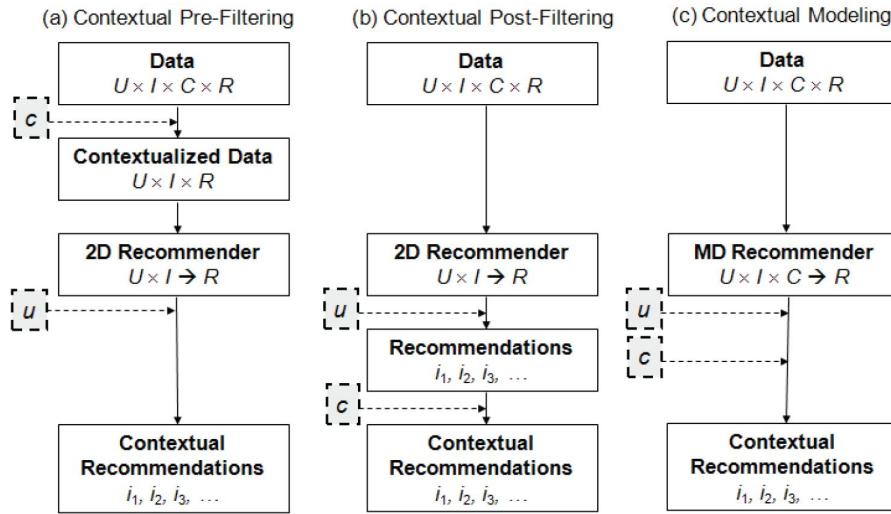 (a) Contextual Pre-Filtering
Data
U × I × C × R
c
Contextualized Data
U × I × R
2D Recommender
U × I → R
u
Contextual
Recommendations
i₁, i₂, i₃, …
(b) Contextual Post-Filtering
Data
U × I × C × R
2D Recommender
U × I → R
u
Recommendations
i₁, i₂, i₃, …
c
Contextual
Recommendations
i₁, i₂, i₃, …
(c) Contextual Modeling
Data
U × I × C × R
MD Recommender
U × I × C → R
u
c
Contextual
Recommendations
i₁, i₂, i₃, …